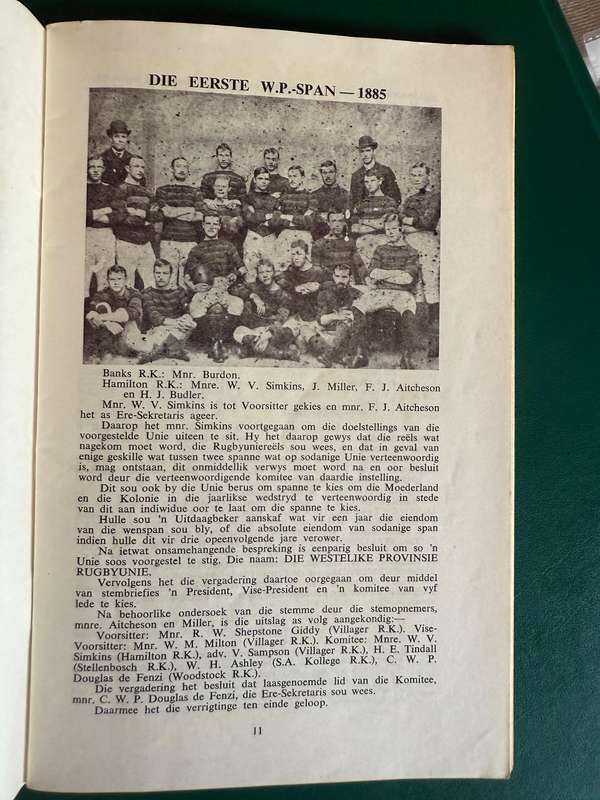 DIE EERSTE W.P.-SPAN — 1885
Banks R.K.: Mnr. Burdon.
Hamilton R.K.: Mnre. W. V. Simkins, J. Miller, F. J. Aitcheson
en H. J. Budler.
Mnr. W. V. Simkins is tot Voorsitter gekies en mnr. F. J. Aitcheson
het as Ere-Sekretaris ageer.
Daarop het mnr. Simkins voortgegaan om die doelstellings van die
voorgestelde Unie uiteen te sit. Hy het daarop gewys dat die reëls wat
nagekom moet word, die Rugbyuniereëls sou wees, en dat in geval van
enige geskille wat tussen twee spanne wat op sodanige Unie verteenwoordig
is, mag ontstaan, dit onmiddellik verwys moet word na en oor besluit
word deur die verteenwoordigende komitee van daardie instelling.
Dit sou ook by die Unie berus om spanne te kies om die Moederland
en die Kolonie in die jaarlikse wedstryd te verteenwoordig in stede
van dit aan indiwidue oor te laat om die spanne te kies.
Hulle sou 'n Uitdaagbeker aanskaf wat vir een jaar die eiendom
van die wenspan sou bly, of die absolute eiendom van sodanige span
indien hulle dit vir drie opeenvolgende jare verower.
Na ietwat onsamehangende bespreking is eenparig besluit om so 'n
Unie soos voorgestel te stig. Die naam: DIE WESTELIKE PROVINSIE
RUGBYUNIE.
Vervolgens het die vergadering daartoe oorgegaan om deur middel
van stembriefies 'n President, Vise-President en 'n komitee van vyf
lede te kies.
Na behoorlike ondersoek van die stemme deur die stemopnemers,
mnre. Aitcheson en Miller, is die uitslag as volg aangekondig:—
Voorsitter: Mnr. R. W. Shepstone Giddy (Villager R.K.). Vise-
Voorsitter: Mnr. W. M. Milton (Villager R.K.). Komitee: Mnre. W. V.
Simkins (Hamilton R.K.), adv. V. Sampson (Villager R.K.), H. E. Tindall
(Stellenbosch R.K.), W. H. Ashley (S.A. Kollege R.K.), C. W. P.
Douglas de Fenzi (Woodstock R.K.).
Die vergadering het besluit dat laasgenoemde lid van die Komitee,
mnr. C. W. P. Douglas de Fenzi, die Ere-Sekretaris sou wees.
Daarmee het die verrigtinge ten einde geloop.
11